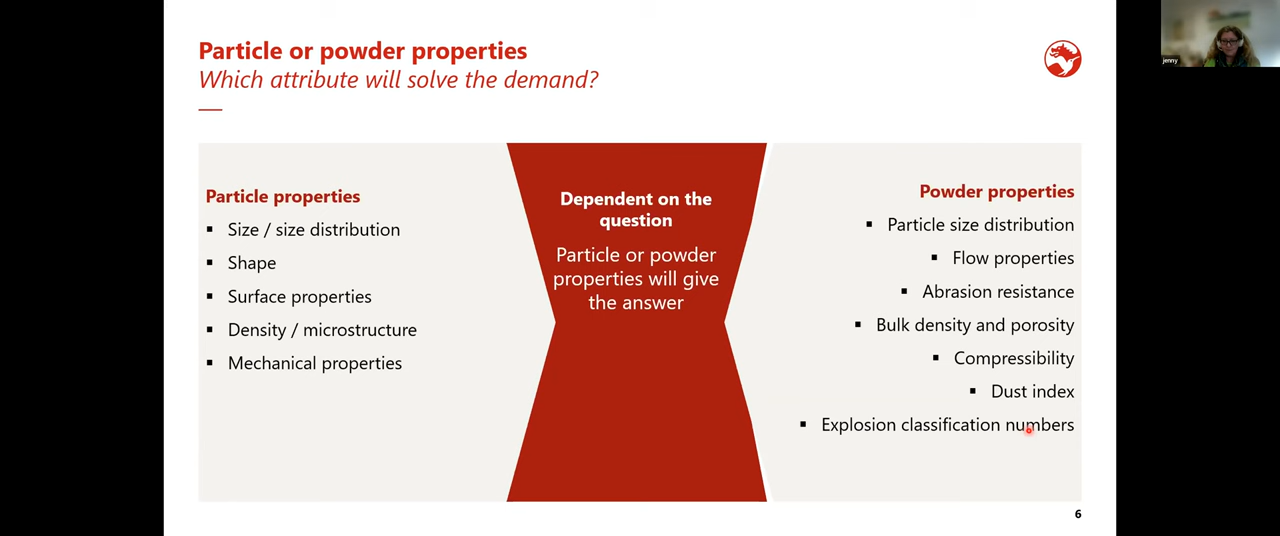 Particle or powder properties
Which attribute will solve the demand?
Particle properties
▪ Size / size distribution
▪ Shape
▪ Surface properties
▪ Density / microstructure
▪ Mechanical properties
Dependent on the
question
Particle or powder
properties will give
the answer
Powder properties
▪ Particle size distribution
▪ Flow properties
▪ Abrasion resistance
▪ Bulk density and porosity
▪ Compressibility
▪ Dust index
▪ Explosion classification numbers
6
jenny